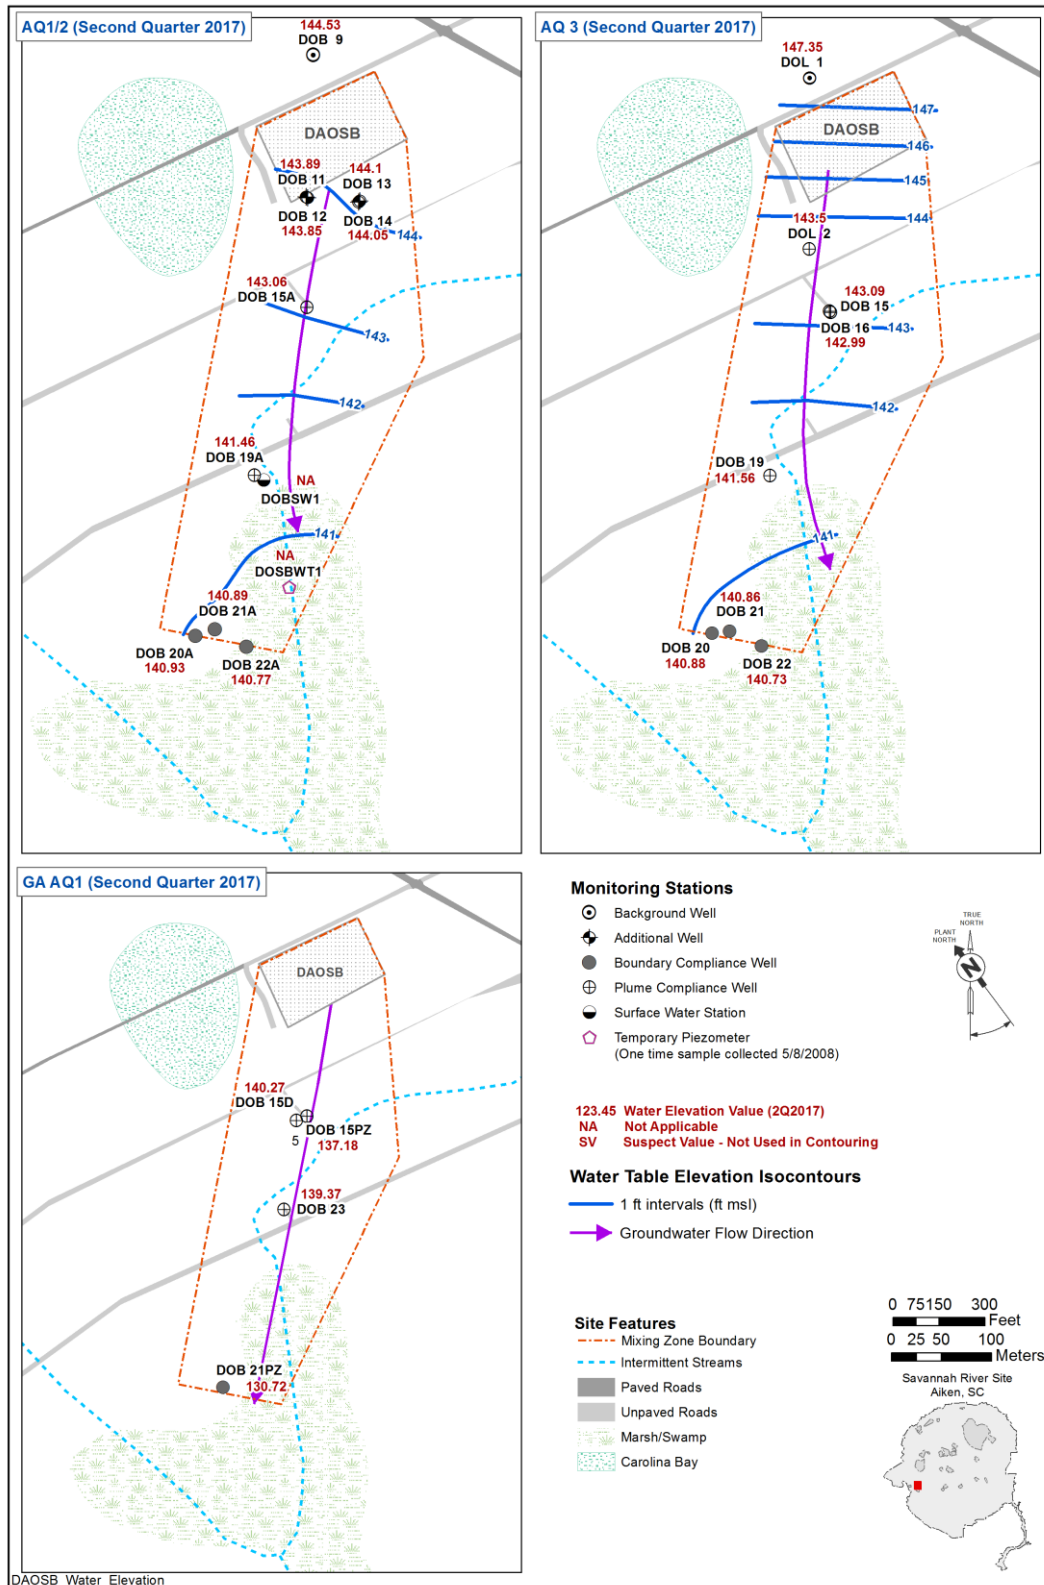 AQ1/2 (Second Quarter 2017)
144.53
DOB 9
DAOSB
143.89
DOB 11
144.1
DOB 13
DOB 12
143.85
DOB 14
144.05
144
143.06
DOB 15A
143
142
141.46
DOB 19A
NA
DOBSW1
141
NA
DOSBWT1
140.89
DOB 21A
DOB 20A
140.93
DOB 22A
140.77
AQ 3 (Second Quarter 2017)
147.35
DOL 1
147
DAOSB
146
145
144
143.5
DOL 2
143.09
DOB 15
DOB 16
143
142.99
142
DOB 19
141.56
141
140.86
DOB 21
DOB 20
140.88
DOB 22
140.73
GA AQ1 (Second Quarter 2017)
DAOSB
140.27
DOB 15D
DOB 15PZ
5
137.18
139.37
DOB 23
DOB 21PZ
130.72
Monitoring Stations
Background Well
Additional Well
Boundary Compliance Well
Plume Compliance Well
Surface Water Station
Temporary Piezometer
(One time sample collected 5/8/2008)
TRUE
NORTH
PLANT
NORTH
N
123.45 Water Elevation Value (2Q2017)
NA Not Applicable
SV Suspect Value - Not Used in Contouring
Water Table Elevation Isocontours
1 ft intervals (ft msl)
Groundwater Flow Direction
Site Features
Mixing Zone Boundary
Intermittent Streams
Paved Roads
Unpaved Roads
Marsh/Swamp
Carolina Bay
0 75150 300
Feet
0 25 50 100
Meters
Savannah River Site
Aiken, SC
DAOSB_Water_Elevation